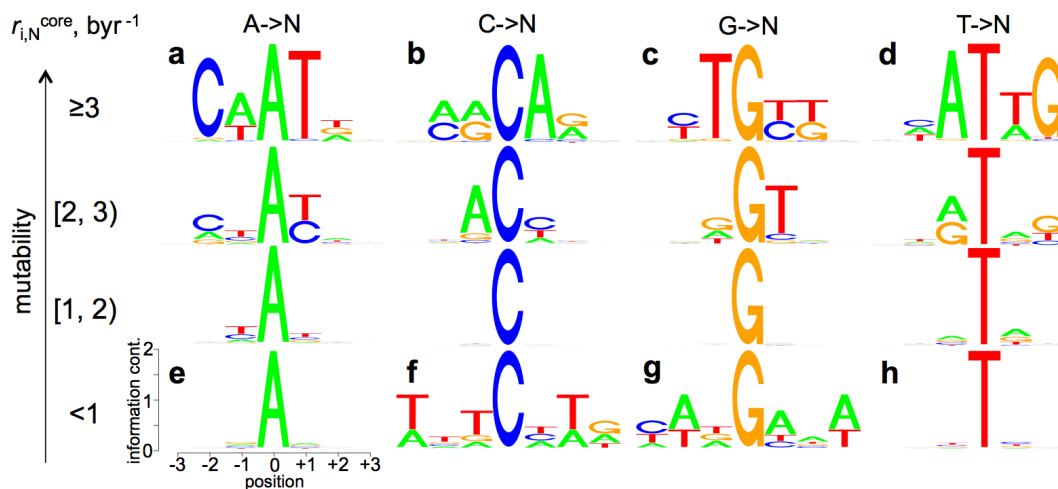 r i,N core, byr -1
A->N C->N G->N T->N
a b c d
≥3
[2, 3)
[1, 2)
<1
mutability
e f g h
information cont.
2
1
0
-3 -2 -1 0 +1 +2 +3
position